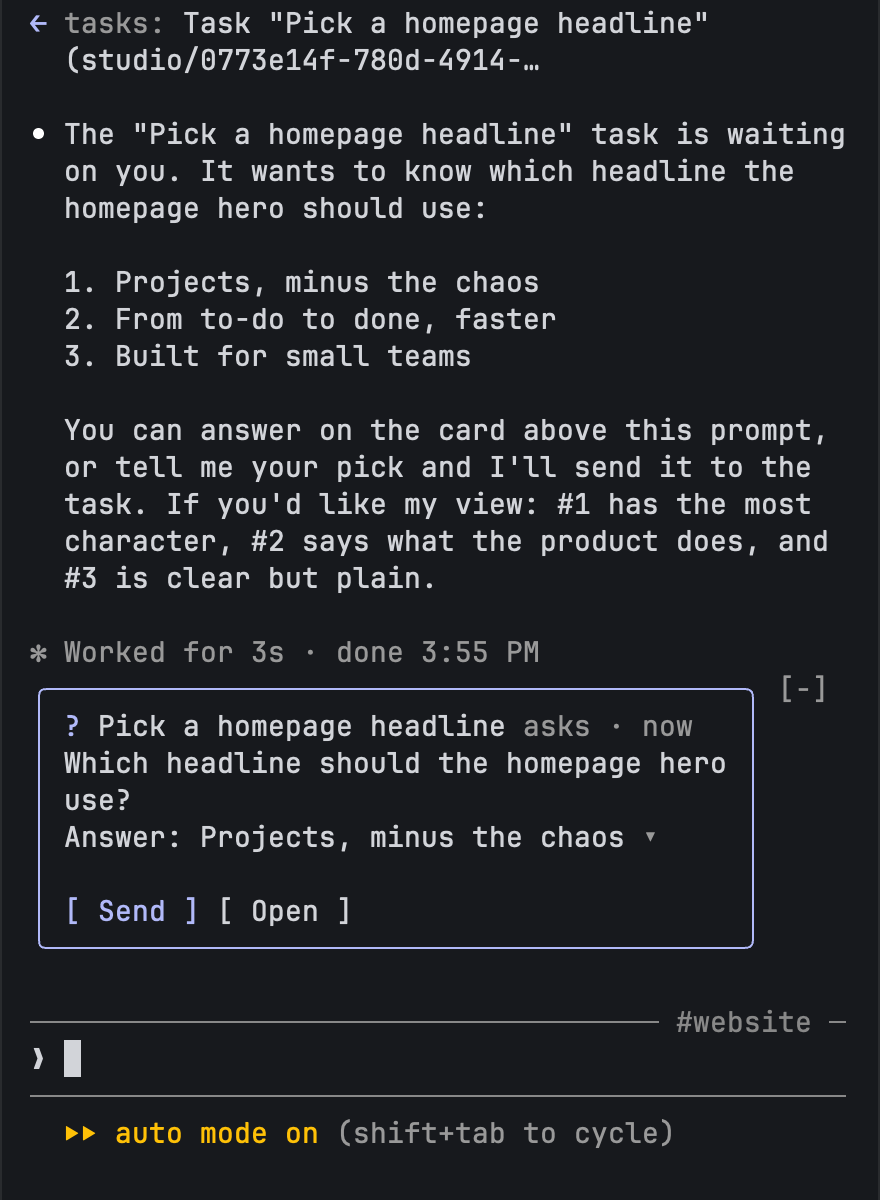 ← tasks: Task "Pick a homepage headline"
(studio/0773e14f-780d-4914-…
● The "Pick a homepage headline" task is waiting
on you. It wants to know which headline the
homepage hero should use:
1. Projects, minus the chaos
2. From to-do to done, faster
3. Built for small teams
You can answer on the card above this prompt,
or tell me your pick and I'll send it to the
task. If you'd like my view: #1 has the most
character, #2 says what the product does, and
#3 is clear but plain.
✻ Worked for 3s · done 3:55 PM
[-]
? Pick a homepage headline asks · now
Which headline should the homepage hero
use?
Answer: Projects, minus the chaos ▾
[ Send ] [ Open ]
#website
❯
⏵⏵ auto mode on (shift+tab to cycle)